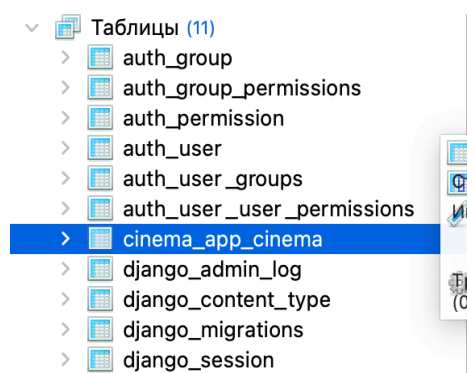 Таблицы (11)
auth_group
auth_group_permissions
auth_permission
auth_user
auth_user_groups
auth_user_user_permissions
cinema_app_cinema
django_admin_log
django_content_type
django_migrations
django_session